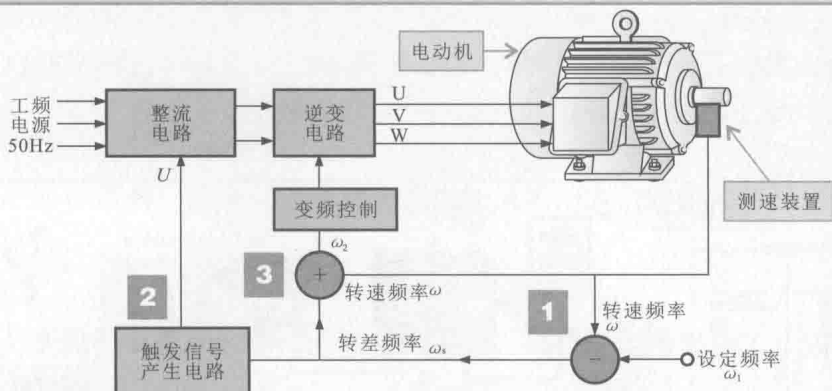 电动机
工频
电源
50Hz
整流
电路
逆变
电路
U
V
W
测速装置
U
变频控制
ω₂
3
+
转速频率ω
2
1
转速频率
ω
触发信号
产生电路
转差频率 ωₛ
-
设定频率
ω₁